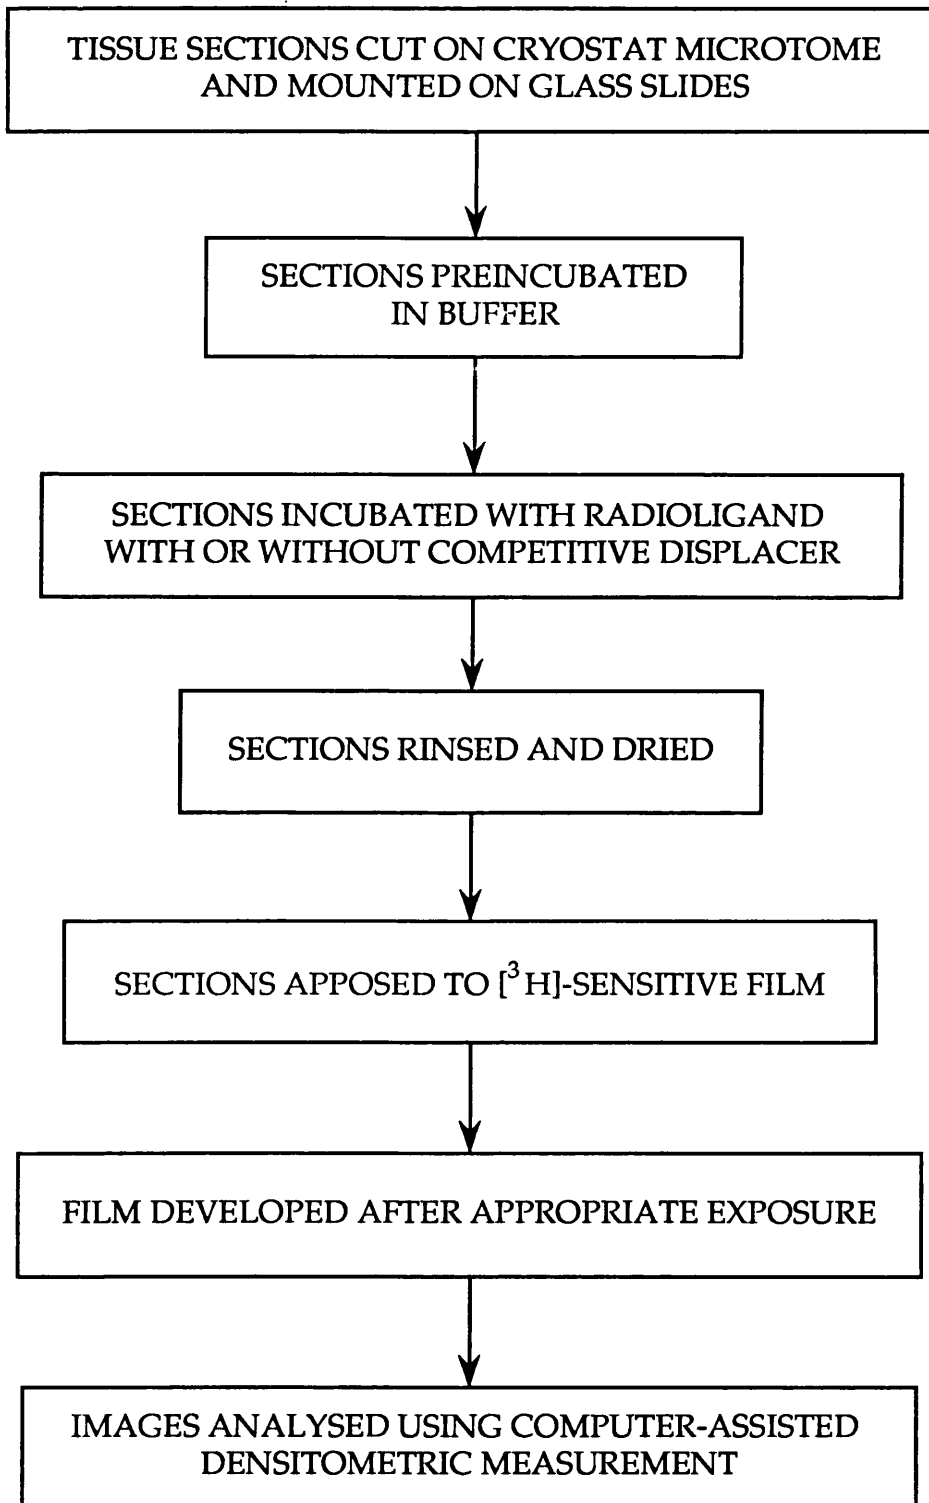 TISSUE SECTIONS CUT ON CRYOSTAT MICROTOME
AND MOUNTED ON GLASS SLIDES
SECTIONS PREINCUBATED
IN BUFFER
SECTIONS INCUBATED WITH RADIOLIGAND
WITH OR WITHOUT COMPETITIVE DISPLACER
SECTIONS RINSED AND DRIED
SECTIONS APPOSED TO [³H]-SENSITIVE FILM
FILM DEVELOPED AFTER APPROPRIATE EXPOSURE
IMAGES ANALYSED USING COMPUTER-ASSISTED
DENSITOMETRIC MEASUREMENT